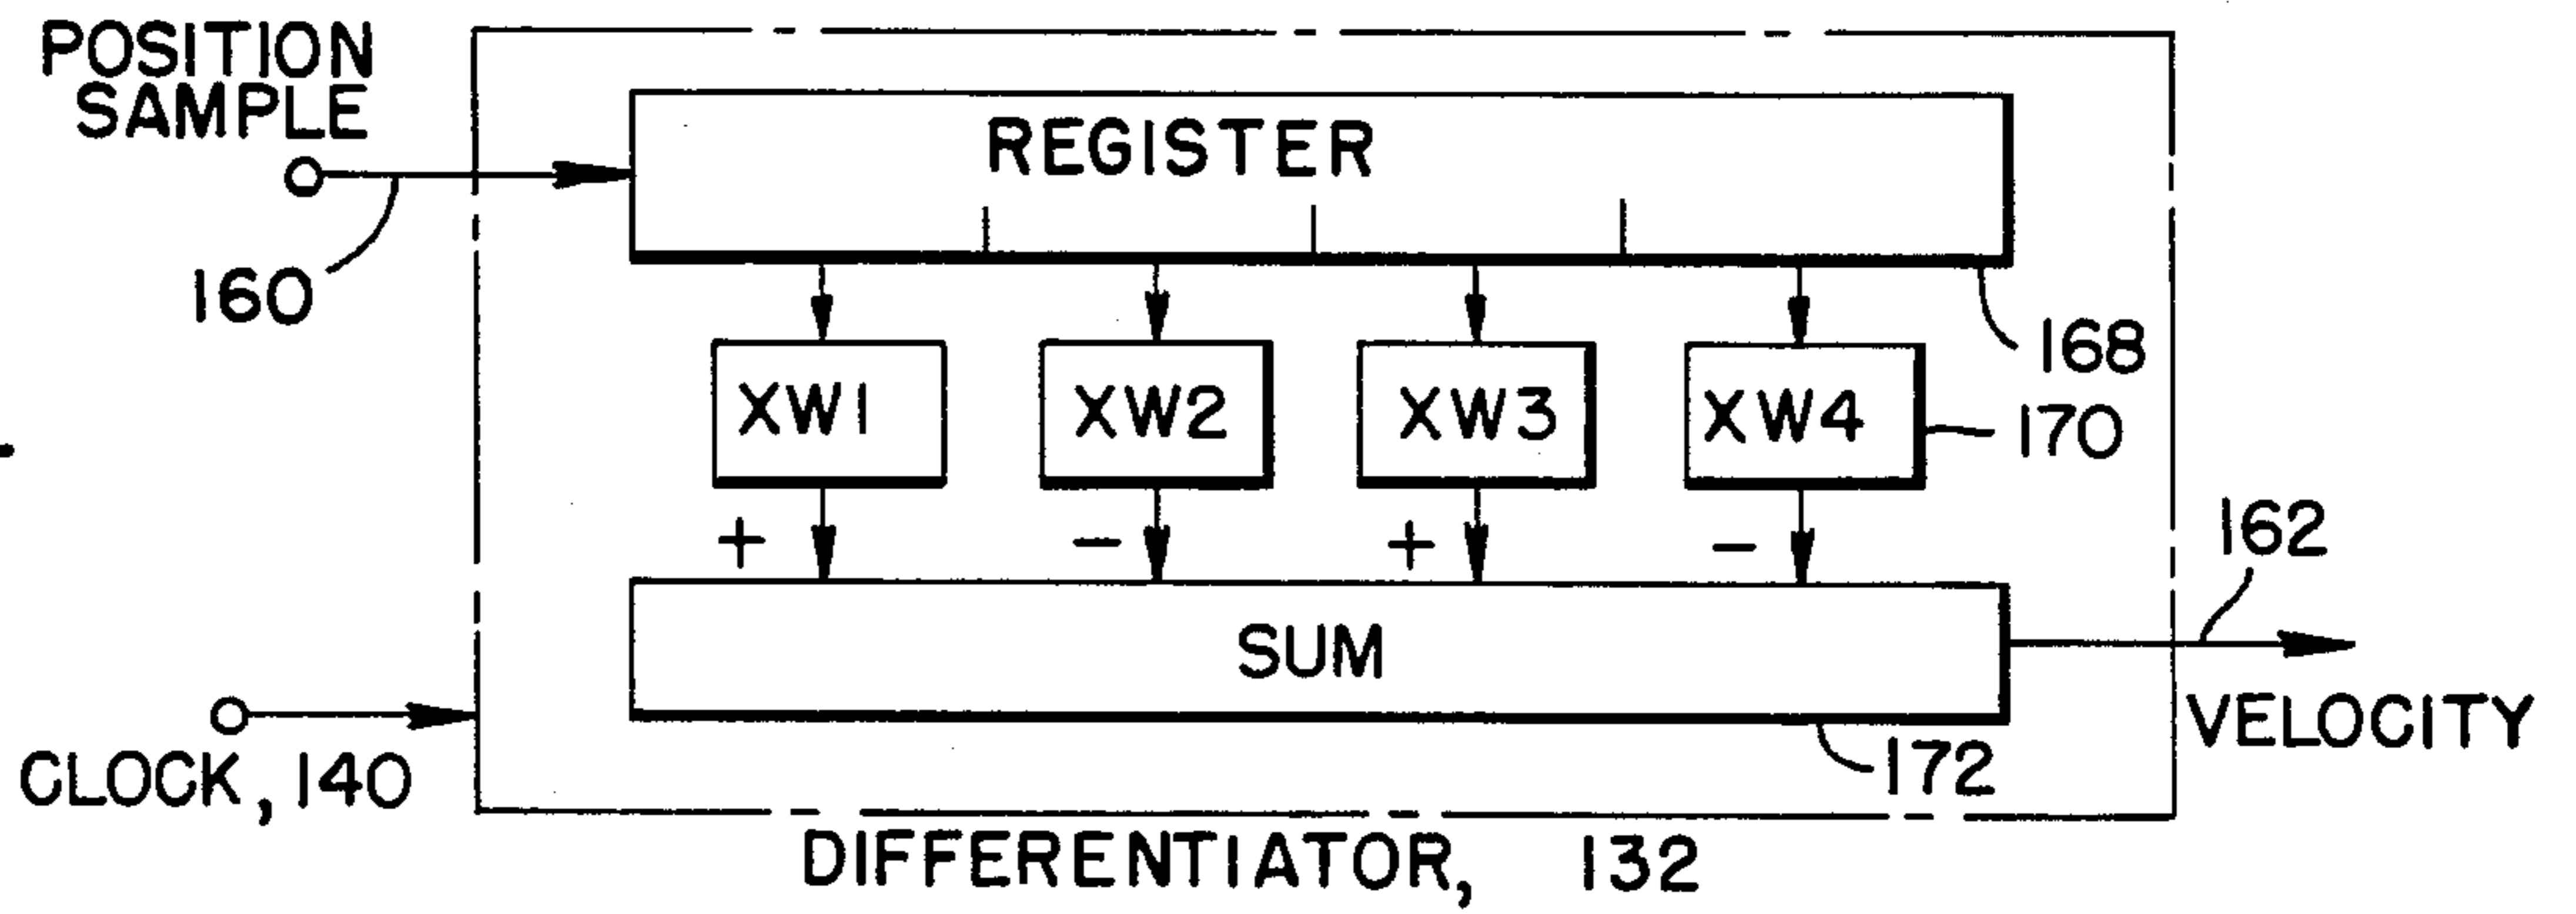 POSITION
SAMPLE
REGISTER
160
168
XW1
XW2
XW3
XW4
170
+
-
+
-
162
SUM
VELOCITY
CLOCK, 140
172
DIFFERENTIATOR, 132